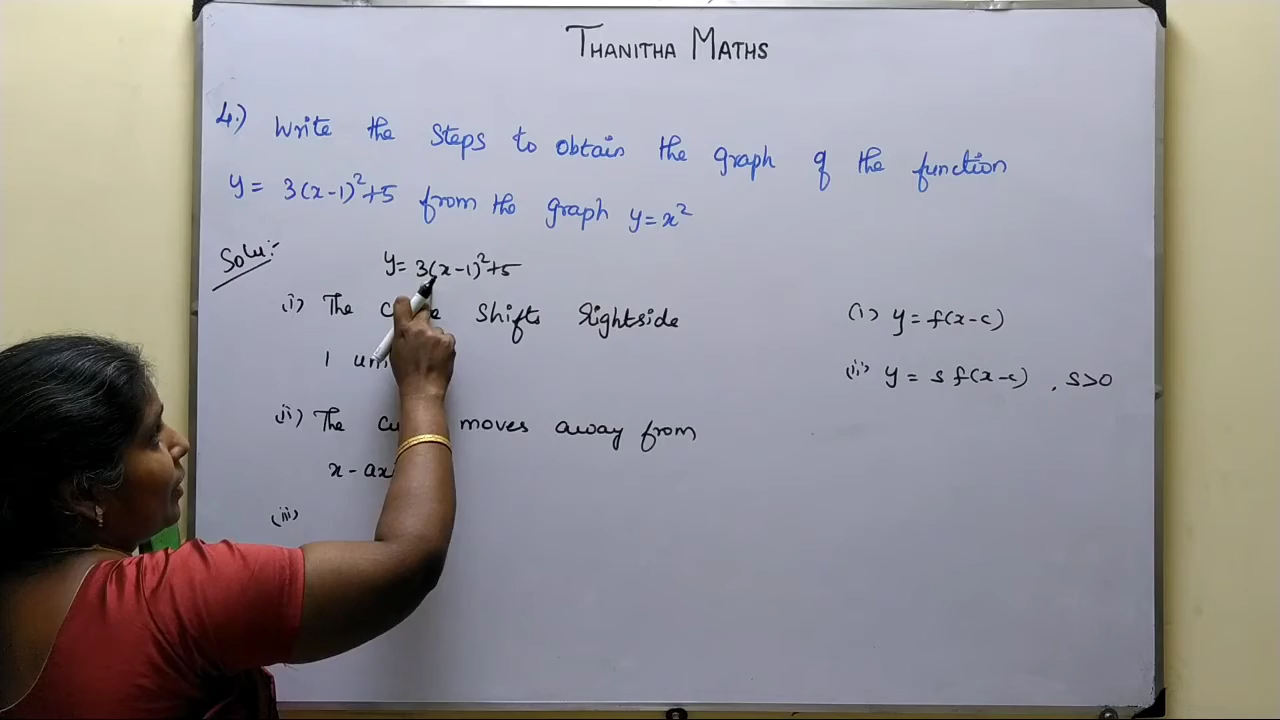 THANITHA MATHS
4.) Write the steps to obtain the graph of the function
y = 3(x-1)²+5 from the graph y = x²
Solu:-
y = 3(x-1)²+5
(i) The shifts Rightside
1
(ii) The moves away from
x-
(iii)
(i) y = f(x-c)
(ii) y = s f(x-c) , s>0